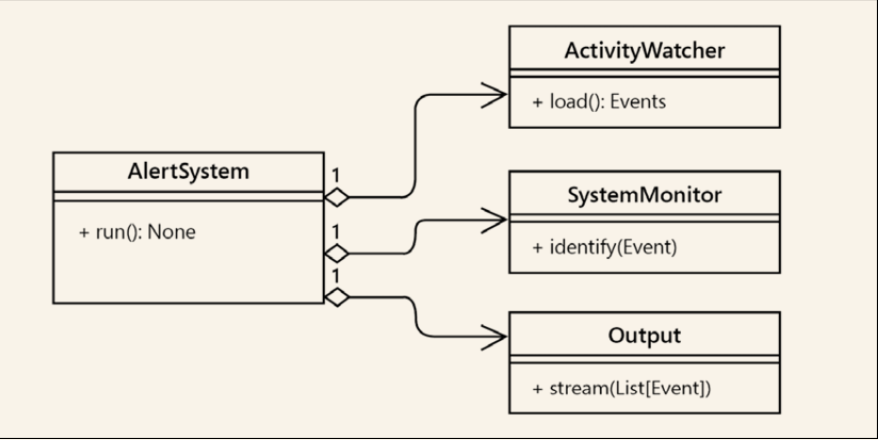 ActivityWatcher
+ load(): Events
AlertSystem
+ run(): None
1
1
1
SystemMonitor
+ identify(Event)
Output
+ stream(List[Event])